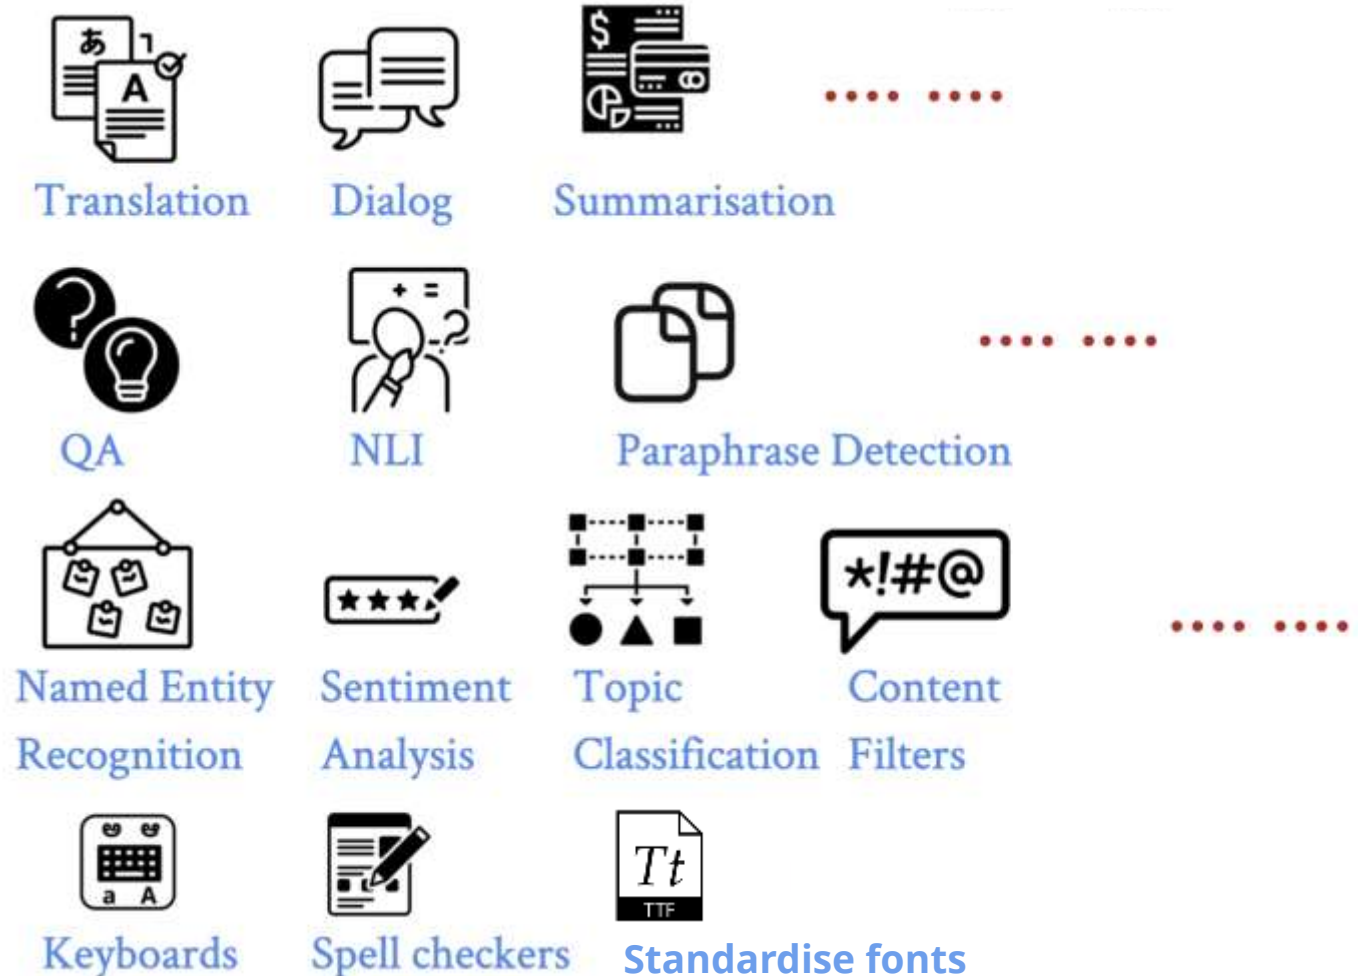 あ
A
$
Translation
Dialog
Summarisation
? + = ?
QA
NLI
Paraphrase Detection
*!#@
Named Entity
Recognition
Sentiment
Analysis
Topic
Classification
Content
Filters
a A
Tt
TTF
Keyboards
Spell checkers
Standardise fonts